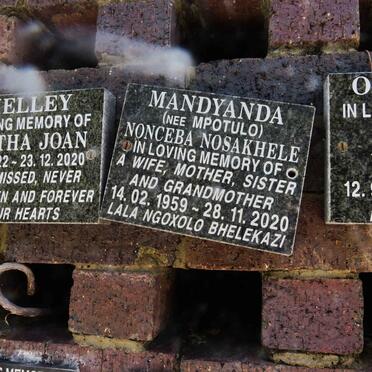 ELLEY
NG MEMORY OF
THA JOAN
22 – 23.12.2020
MISSED, NEVER
EN AND FOREVER
UR HEARTS
MANDYANDA
(NEE MPOTULO)
NONCEBA NOSAKHELE
IN LOVING MEMORY OF
A WIFE, MOTHER, SISTER
AND GRANDMOTHER
14.02.1959 - 28.11.2020
LALA NGOXOLO BHELEKAZI
O
IN L
12.9